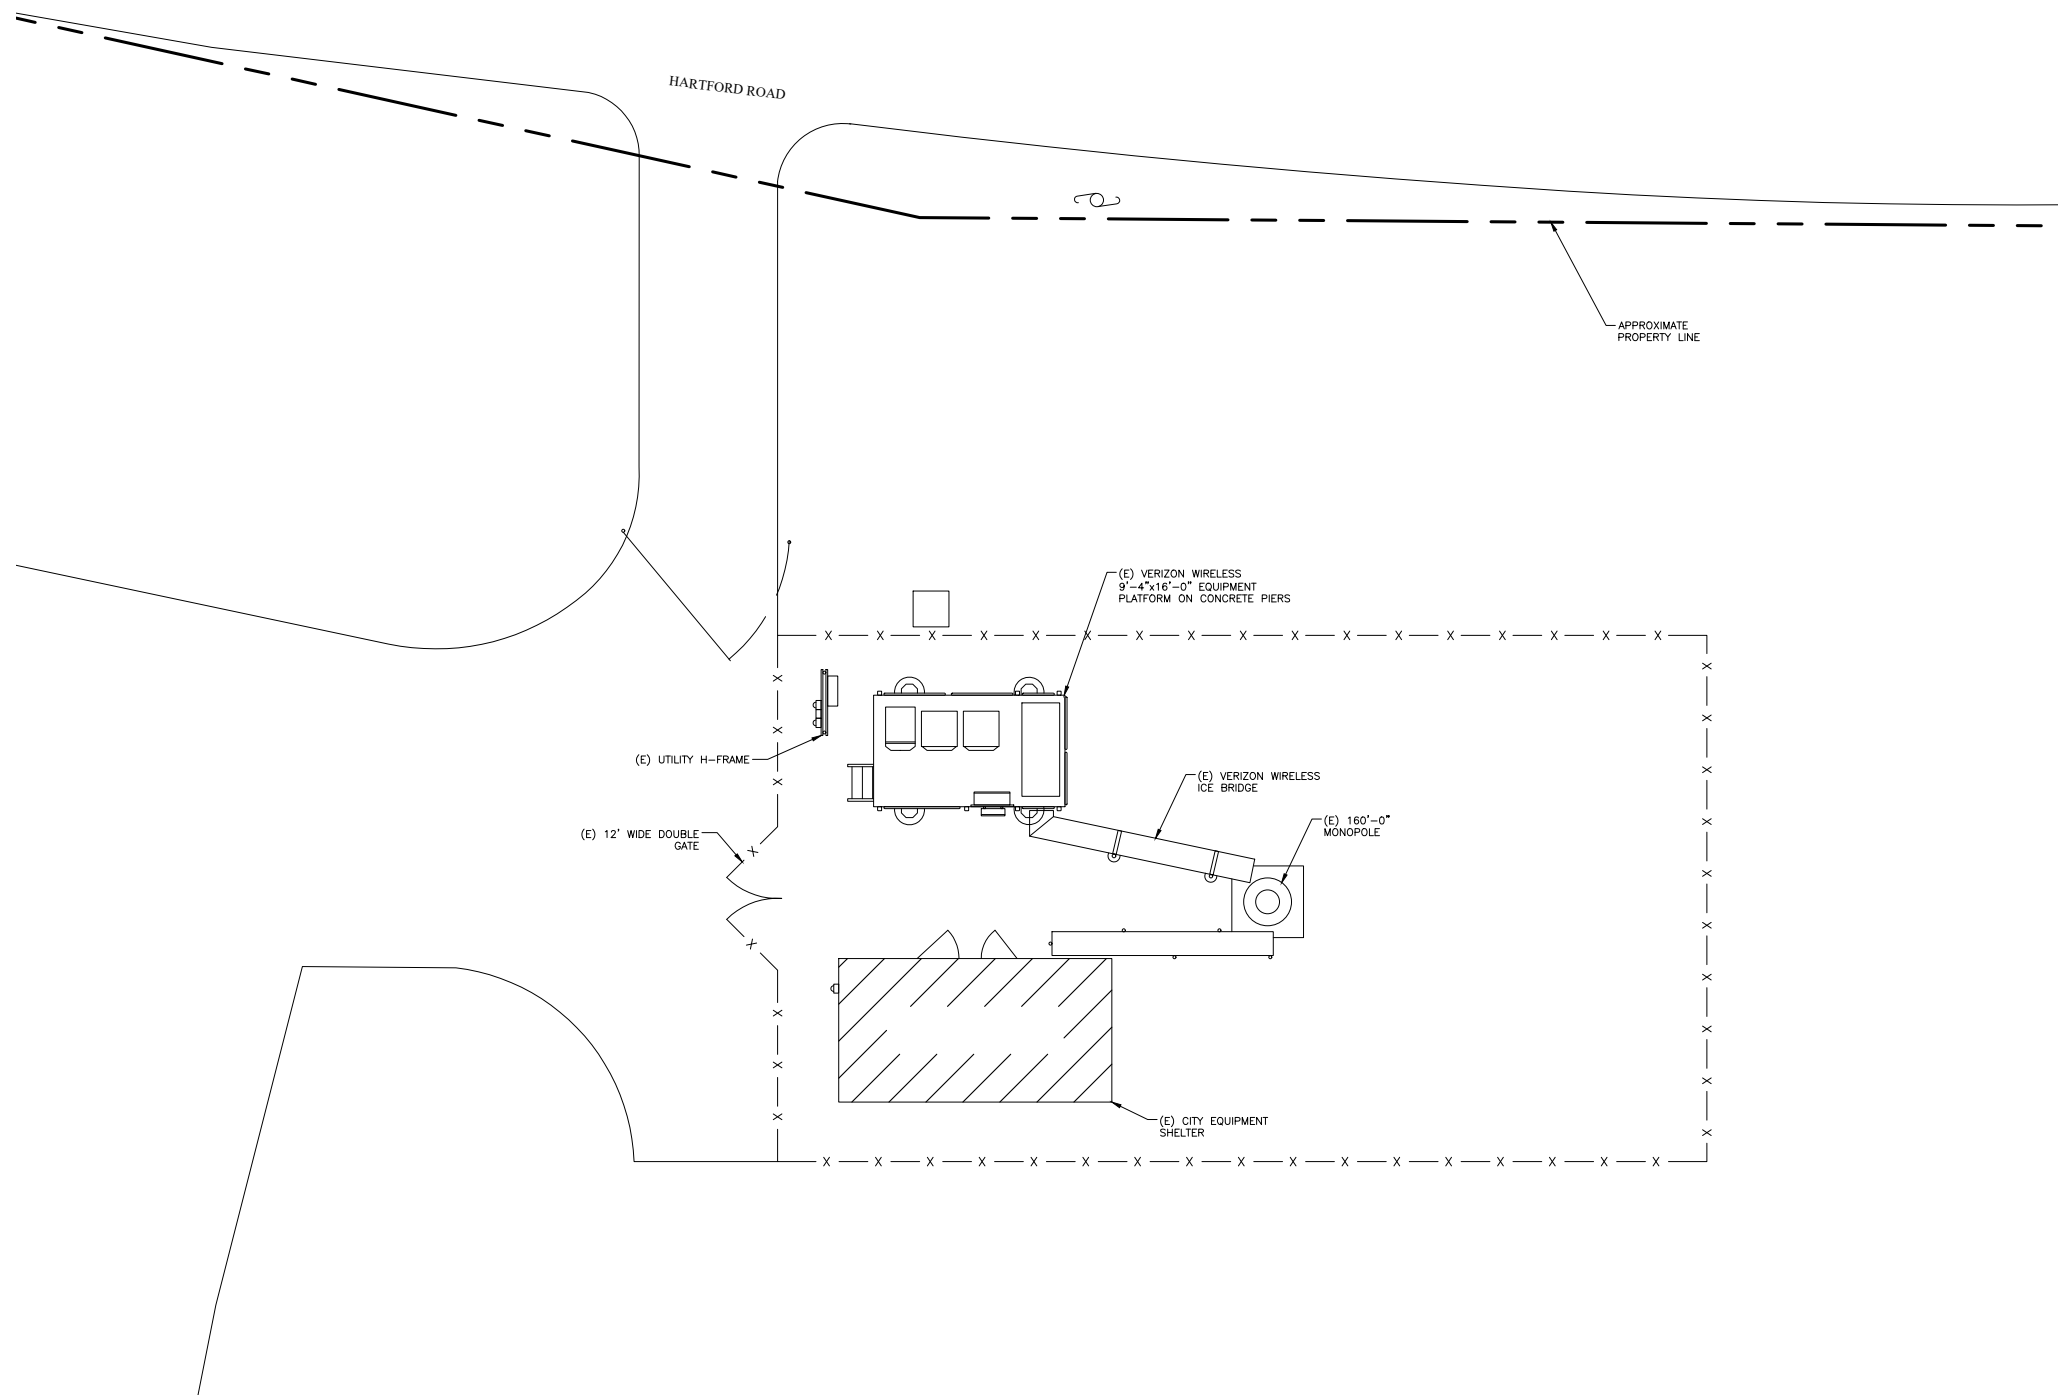 HARTFORD ROAD
APPROXIMATE
PROPERTY LINE
(E) VERIZON WIRELESS
9'-4"x16'-0" EQUIPMENT
PLATFORM ON CONCRETE PIERS
(E) UTILITY H-FRAME
(E) VERIZON WIRELESS
ICE BRIDGE
(E) 160'-0"
MONOPOLE
(E) 12' WIDE DOUBLE
GATE
(E) CITY EQUIPMENT
SHELTER